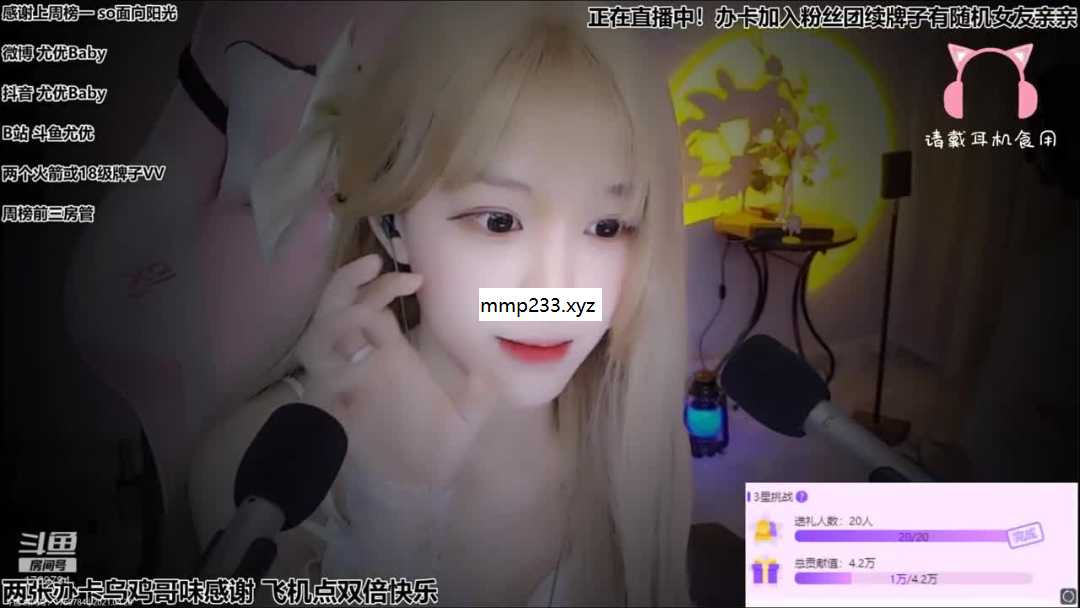 感谢上周榜一 so面向阳光
正在直播中！办卡加入粉丝团续牌子有随机女友亲亲
微博 尤优Baby
抖音 尤优Baby
B站 斗鱼尤优
两个火箭或18级牌子VV
周榜前三房管
请戴耳机食用
mmp233.xyz
3星挑战 ?
送礼人数：20人
20/20
完成
总贡献值：4.2万
1万/4.2万
斗鱼
房间号
两张办卡乌鸡哥味感谢 飞机点双倍快乐